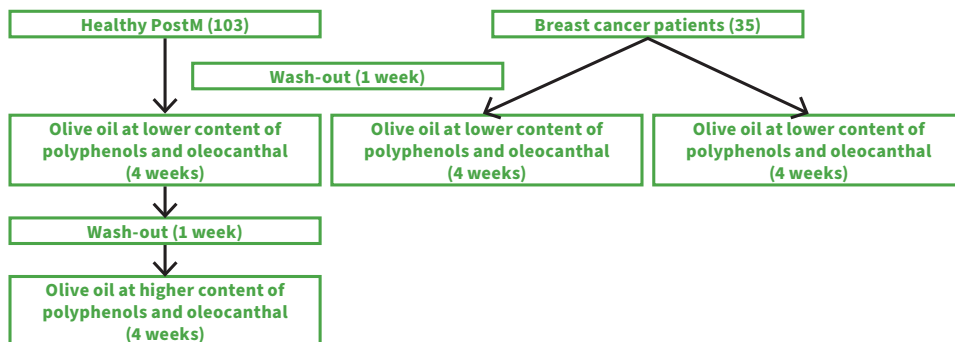 Healthy PostM (103)
Breast cancer patients (35)
Wash-out (1 week)
Olive oil at lower content of
polyphenols and oleocanthal
(4 weeks)
Olive oil at lower content of
polyphenols and oleocanthal
(4 weeks)
Olive oil at lower content of
polyphenols and oleocanthal
(4 weeks)
Wash-out (1 week)
Olive oil at higher content of
polyphenols and oleocanthal
(4 weeks)